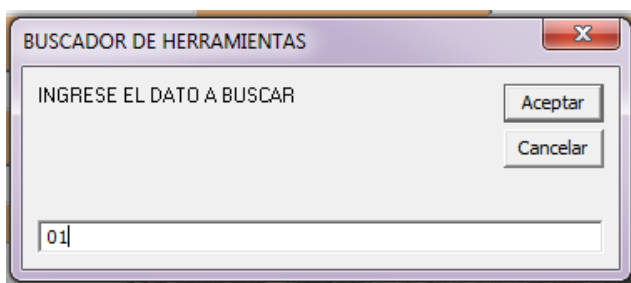 BUSCADOR DE HERRAMIENTAS
INGRESE EL DATO A BUSCAR
Aceptar
Cancelar
01